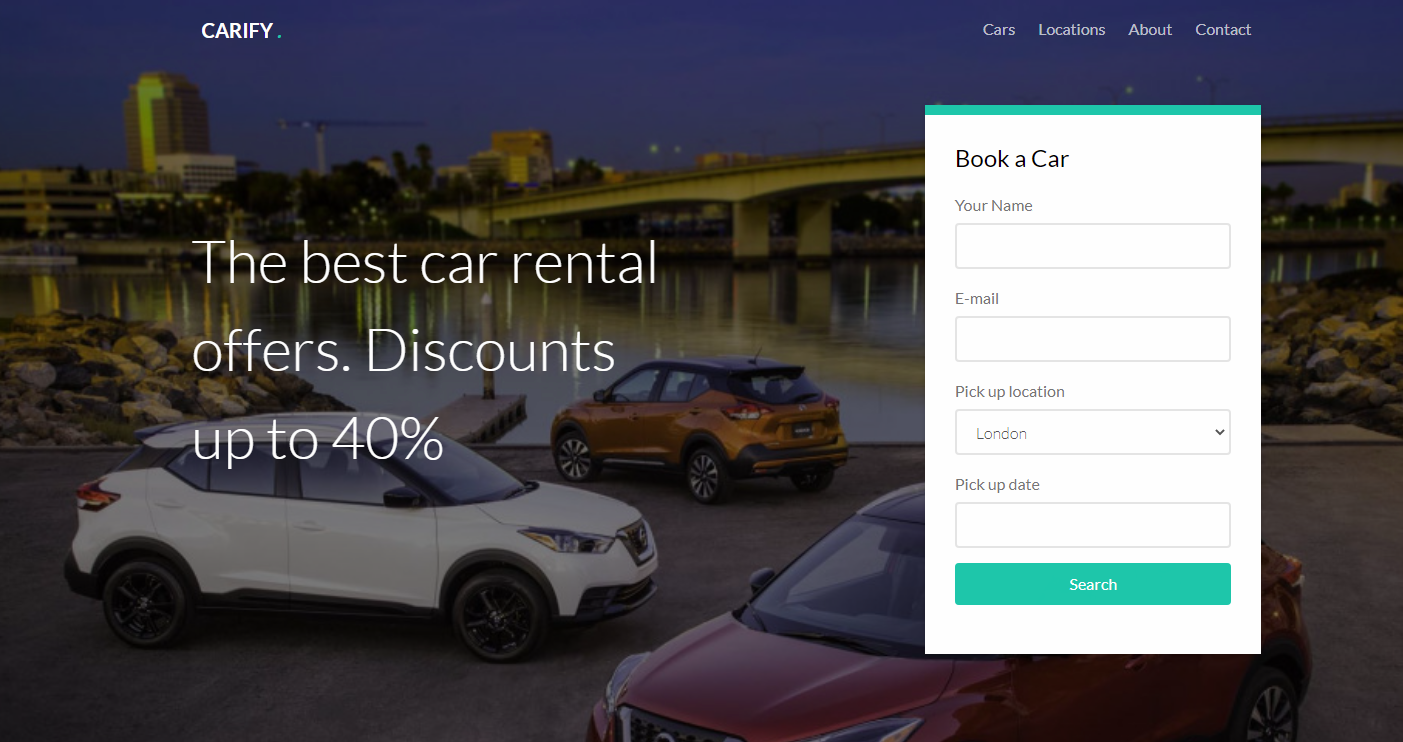 CARIFY .
Cars Locations About Contact
The best car rental
offers. Discounts
up to 40%
Book a Car
Your Name
E-mail
Pick up location
London
Pick up date
Search